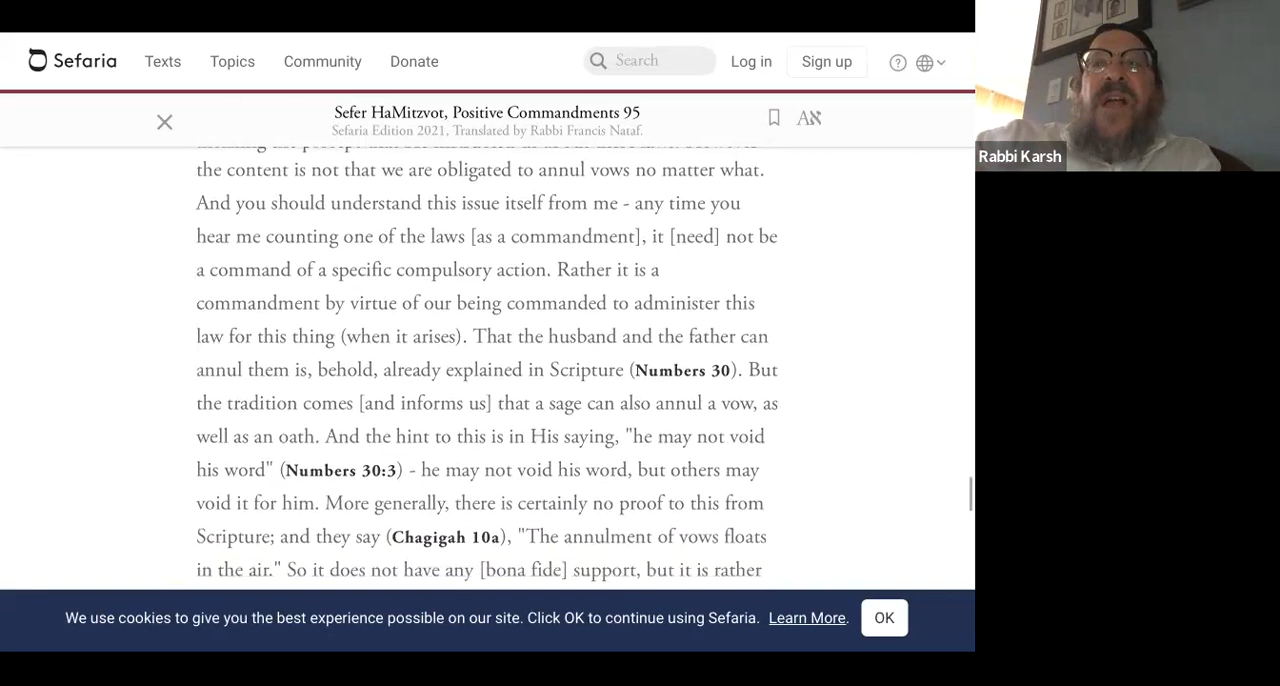 Sefaria
Texts
Topics
Community
Donate
Search
Log in
Sign up
Sefer HaMitzvot, Positive Commandments 95
Sefaria Edition 2021, Translated by Rabbi Francis Nataf.
Aא
the content is not that we are obligated to annul vows no matter what.
And you should understand this issue itself from me - any time you
hear me counting one of the laws [as a commandment], it [need] not be
a command of a specific compulsory action. Rather it is a
commandment by virtue of our being commanded to administer this
law for this thing (when it arises). That the husband and the father can
annul them is, behold, already explained in Scripture (Numbers 30). But
the tradition comes [and informs us] that a sage can also annul a vow, as
well as an oath. And the hint to this is in His saying, "he may not void
his word" (Numbers 30:3) - he may not void his word, but others may
void it for him. More generally, there is certainly no proof to this from
Scripture; and they say (Chagigah 10a), "The annulment of vows floats
in the air." So it does not have any [bona fide] support, but it is rather
We use cookies to give you the best experience possible on our site. Click OK to continue using Sefaria. Learn More.
OK
Rabbi Karsh